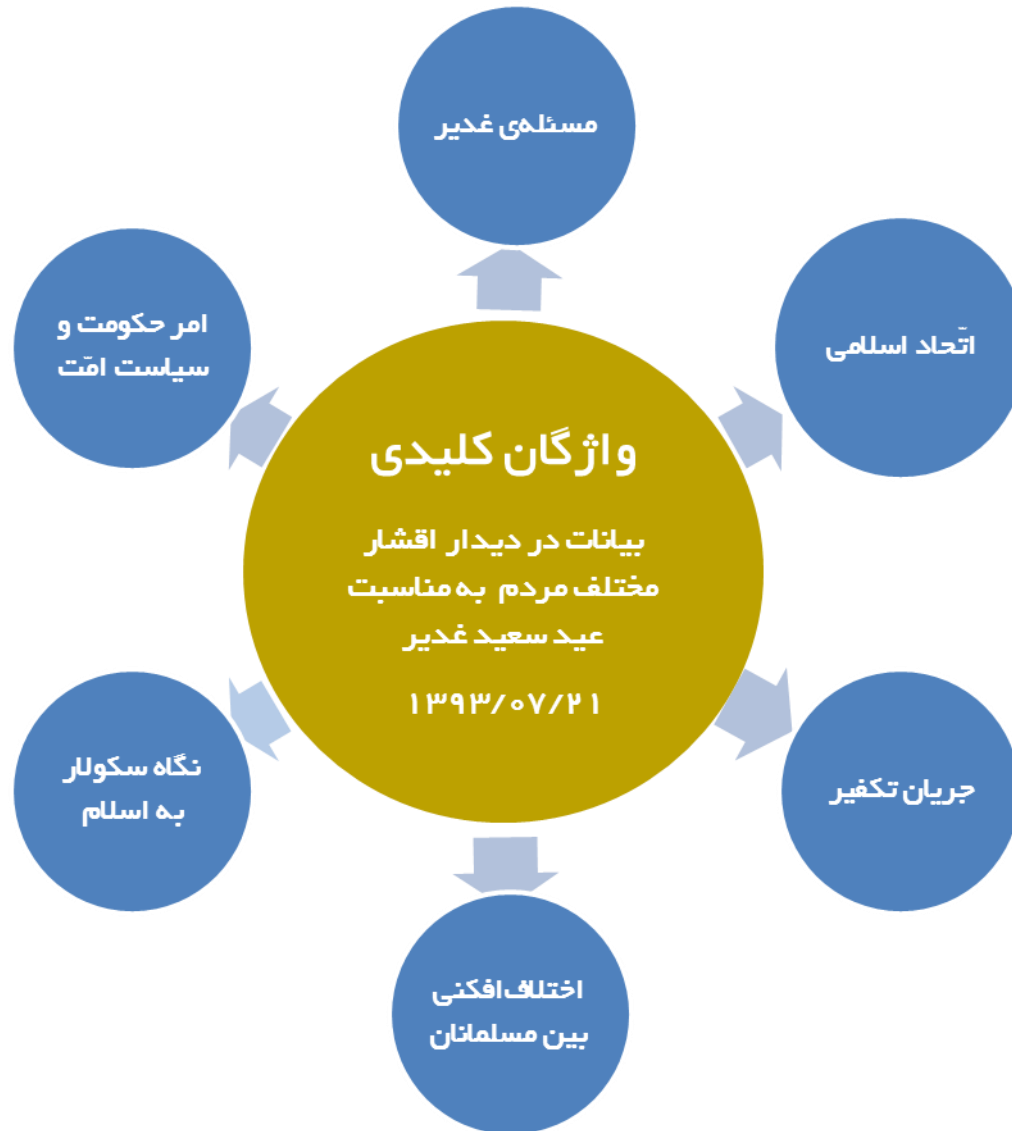 مسئله‌ی غدیر
اتّحاد اسلامی
جریان تکفیر
اختلاف‌افکنی
بین مسلمانان
نگاه سکولار
به اسلام
امر حکومت و
سیاست امّت
واژگان کلیدی
بیانات در دیدار اقشار
مختلف مردم به مناسبت
عید سعید غدیر
۱۳۹۳/۰۷/۲۱